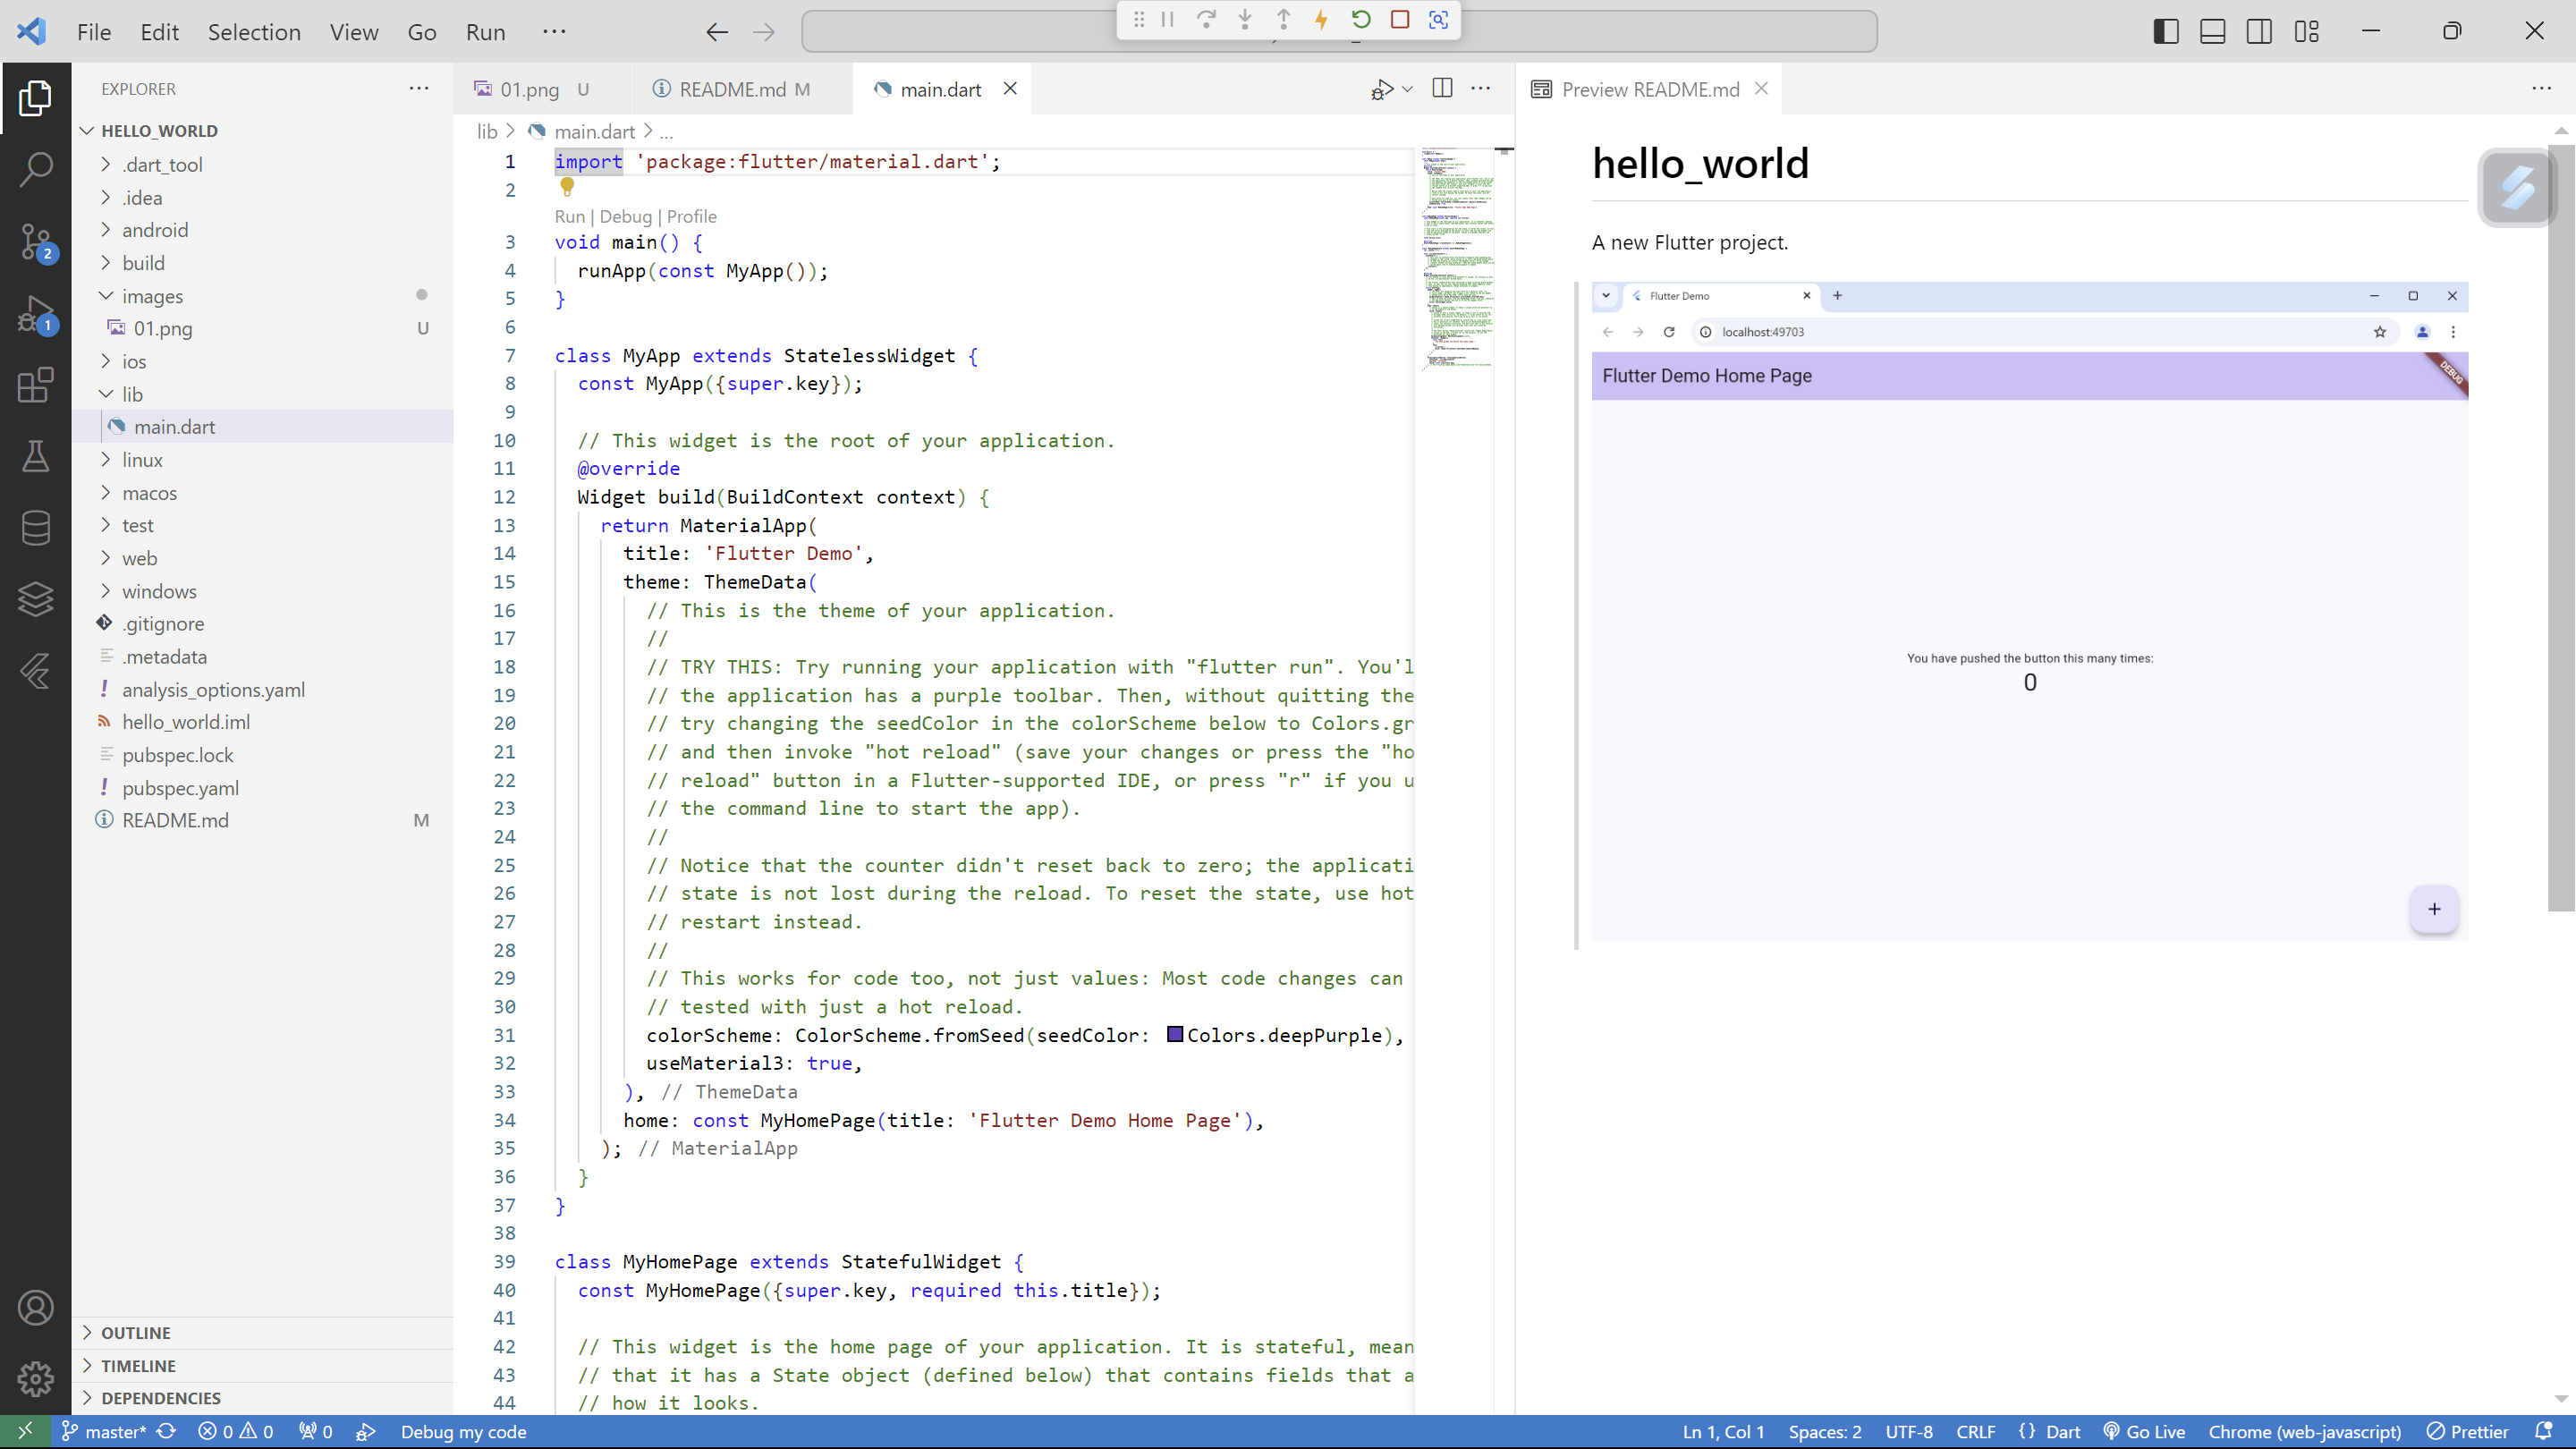 File Edit Selection View Go Run ···
EXPLORER
HELLO_WORLD
.dart_tool
.idea
android
build
images
01.png U
ios
lib
main.dart
linux
macos
test
web
windows
.gitignore
.metadata
analysis_options.yaml
hello_world.iml
pubspec.lock
pubspec.yaml
README.md M
OUTLINE
TIMELINE
DEPENDENCIES
2
1
01.png U README.md M main.dart
lib > main.dart > ...
1 import 'package:flutter/material.dart';
2
Run | Debug | Profile
3 void main() {
4 runApp(const MyApp());
5 }
6
7 class MyApp extends StatelessWidget {
8 const MyApp({super.key});
9
10 // This widget is the root of your application.
11 @override
12 Widget build(BuildContext context) {
13 return MaterialApp(
14 title: 'Flutter Demo',
15 theme: ThemeData(
16 // This is the theme of your application.
17 //
18 // TRY THIS: Try running your application with "flutter run". You'l
19 // the application has a purple toolbar. Then, without quitting the
20 // try changing the seedColor in the colorScheme below to Colors.gr
21 // and then invoke "hot reload" (save your changes or press the "ho
22 // reload" button in a Flutter-supported IDE, or press "r" if you u
23 // the command line to start the app).
24 //
25 // Notice that the counter didn't reset back to zero; the applicati
26 // state is not lost during the reload. To reset the state, use hot
27 // restart instead.
28 //
29 // This works for code too, not just values: Most code changes can
30 // tested with just a hot reload.
31 colorScheme: ColorScheme.fromSeed(seedColor: Colors.deepPurple),
32 useMaterial3: true,
33 ), // ThemeData
34 home: const MyHomePage(title: 'Flutter Demo Home Page'),
35 ); // MaterialApp
36 }
37 }
38
39 class MyHomePage extends StatefulWidget {
40 const MyHomePage({super.key, required this.title});
41
42 // This widget is the home page of your application. It is stateful, mean
43 // that it has a State object (defined below) that contains fields that a
44 // how it looks.
Preview README.md
hello_world
A new Flutter project.
Flutter Demo
localhost:49703
Flutter Demo Home Page
DEBUG
You have pushed the button this many times:
0
+
master* 0 0 0 Debug my code Ln 1, Col 1 Spaces: 2 UTF-8 CRLF {} Dart Go Live Chrome (web-javascript) Prettier